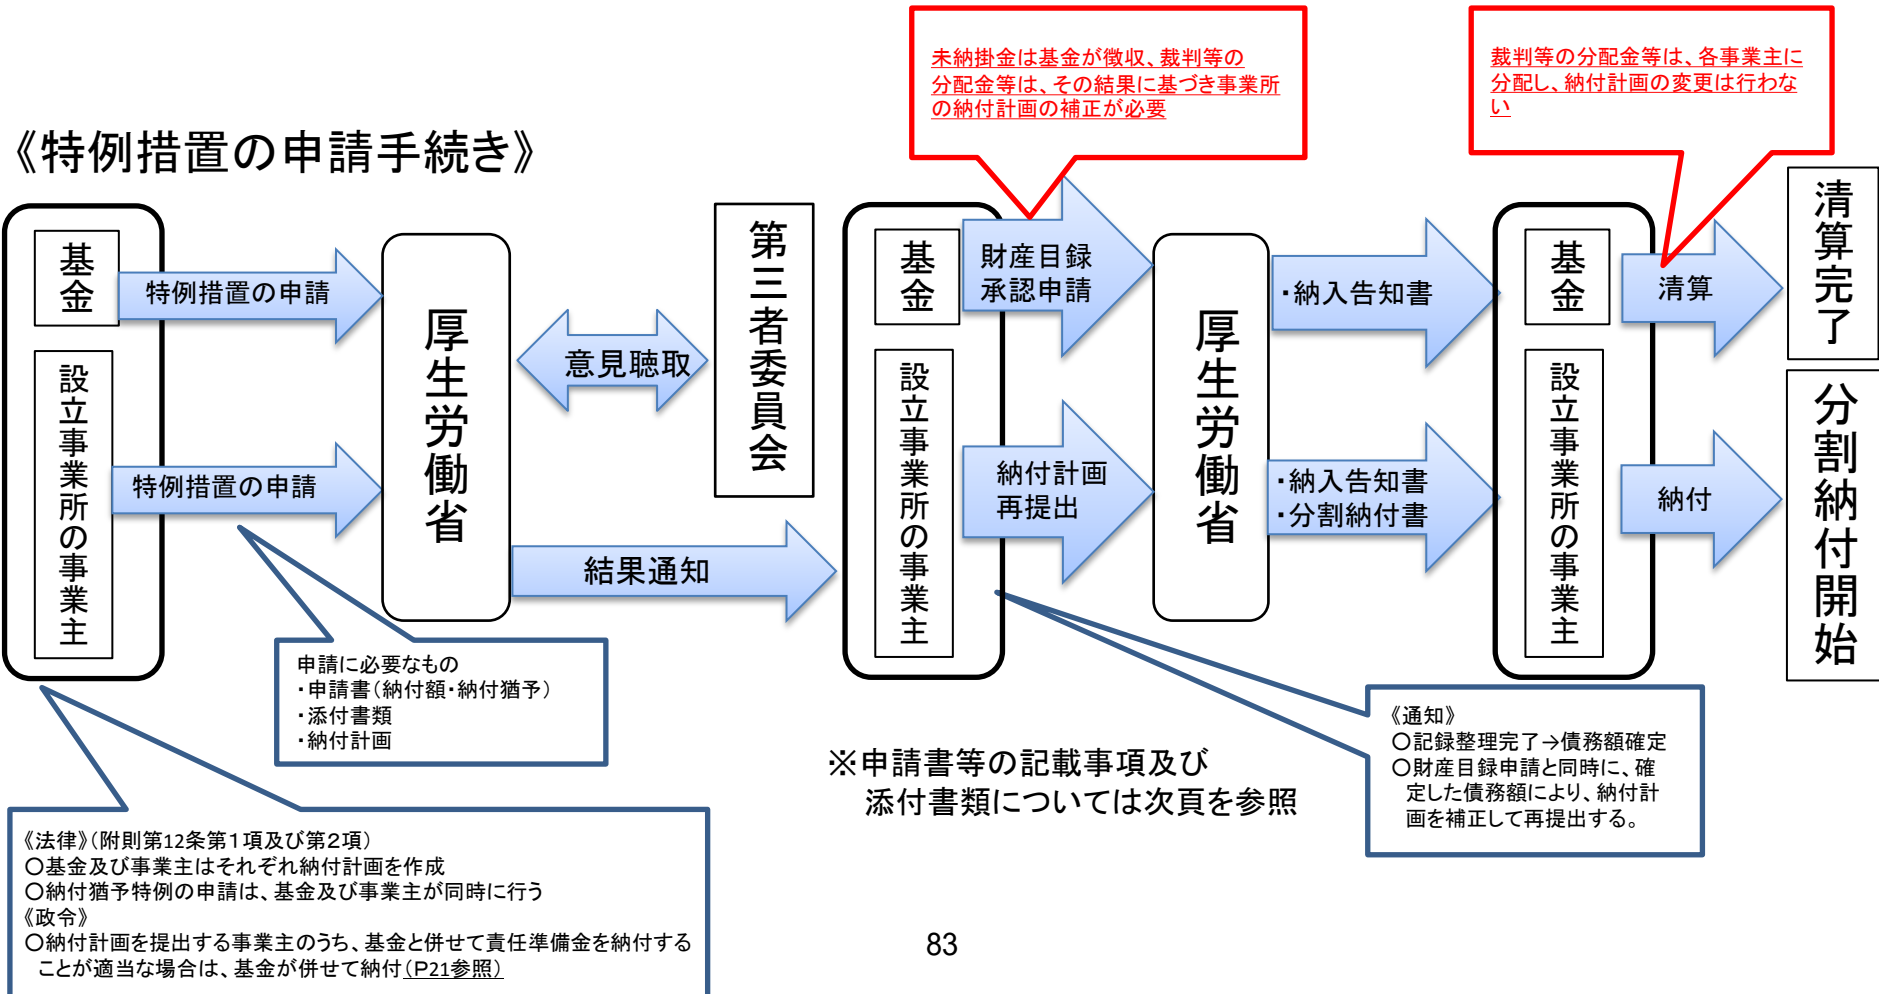 未納掛金は基金が徴収、裁判等の
分配金等は、その結果に基づき事業所
の納付計画の補正が必要
裁判等の分配金等は、各事業主に
分配し、納付計画の変更は行わな
い
《特例措置の申請手続き》
基金
設立事業所の事業主
特例措置の申請
特例措置の申請
厚生労働省
意見聴取
第三者委員会
結果通知
基金
設立事業所の事業主
財産目録
承認申請
納付計画
再提出
厚生労働省
・納入告知書
・納入告知書
・分割納付書
基金
設立事業所の事業主
清算
納付
清算完了
分割納付開始
申請に必要なもの
・申請書(納付額・納付猶予)
・添付書類
・納付計画
※申請書等の記載事項及び
添付書類については次頁を参照
《通知》
○記録整理完了→債務額確定
○財産目録申請と同時に、確
定した債務額により、納付計
画を補正して再提出する。
《法律》(附則第12条第1項及び第2項)
○基金及び事業主はそれぞれ納付計画を作成
○納付猶予特例の申請は、基金及び事業主が同時に行う
《政令》
○納付計画を提出する事業主のうち、基金と併せて責任準備金を納付する
ことが適当な場合は、基金が併せて納付(P21参照)
83